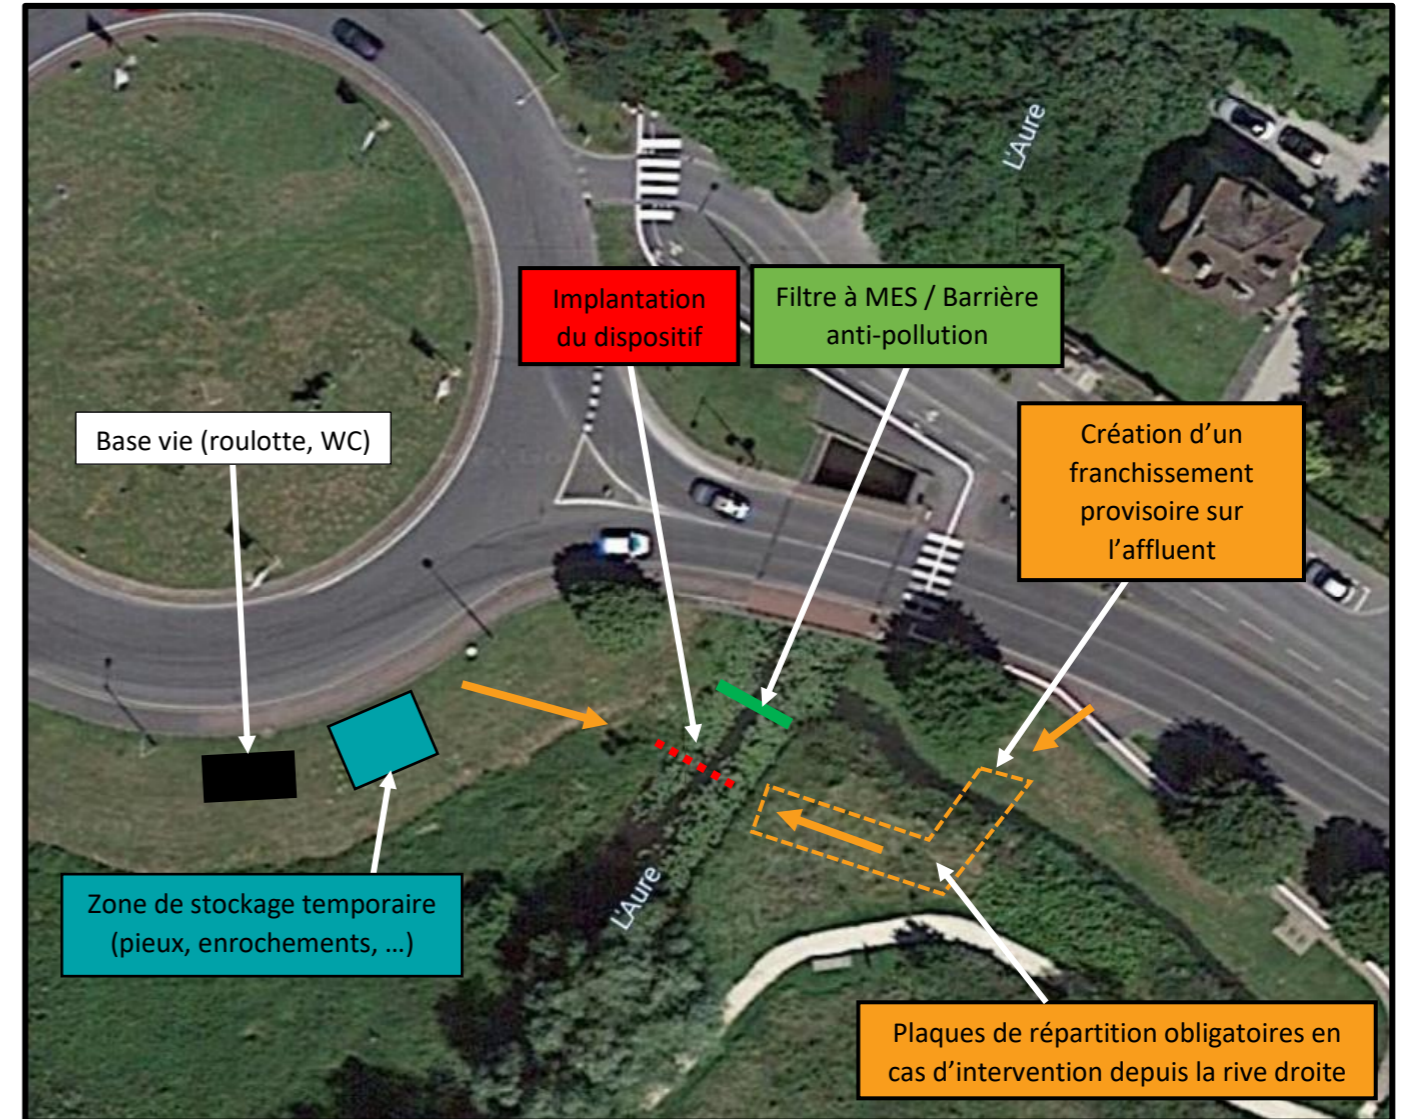 L'Aure
Implantation
du dispositif
Filtre à MES / Barrière
anti-pollution
Base vie (roulotte, WC)
Création d’un
franchissement
provisoire sur
l’affluent
Zone de stockage temporaire
(pieux, enrochements, …)
L'Aure
Plaques de répartition obligatoires en
cas d’intervention depuis la rive droite